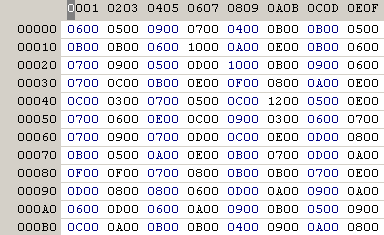 0001 0203 0405 0607 0809 0A0B 0C0D 0E0F
00000 0600 0500 0900 0700 0400 0B00 0B00 0500
00010 0B00 0B00 0600 1000 0A00 0E00 0B00 0600
00020 0700 0900 0500 0D00 1000 0B00 0900 0600
00030 0700 0C00 0B00 0E00 0F00 0800 0A00 0E00
00040 0C00 0300 0700 0500 0C00 1200 0500 0E00
00050 0700 0600 0E00 0C00 0900 0300 0600 0700
00060 0700 0900 0700 0D00 0C00 0E00 0D00 0800
00070 0B00 0500 0A00 0E00 0B00 0700 0D00 0A00
00080 0F00 0F00 0700 0800 0B00 0B00 0700 0E00
00090 0D00 0800 0800 0600 0D00 0A00 0900 0A00
000A0 0600 0D00 0600 0A00 0900 0B00 0500 0900
000B0 0C00 0A00 0B00 0B00 0900 0C00 0A00 0800